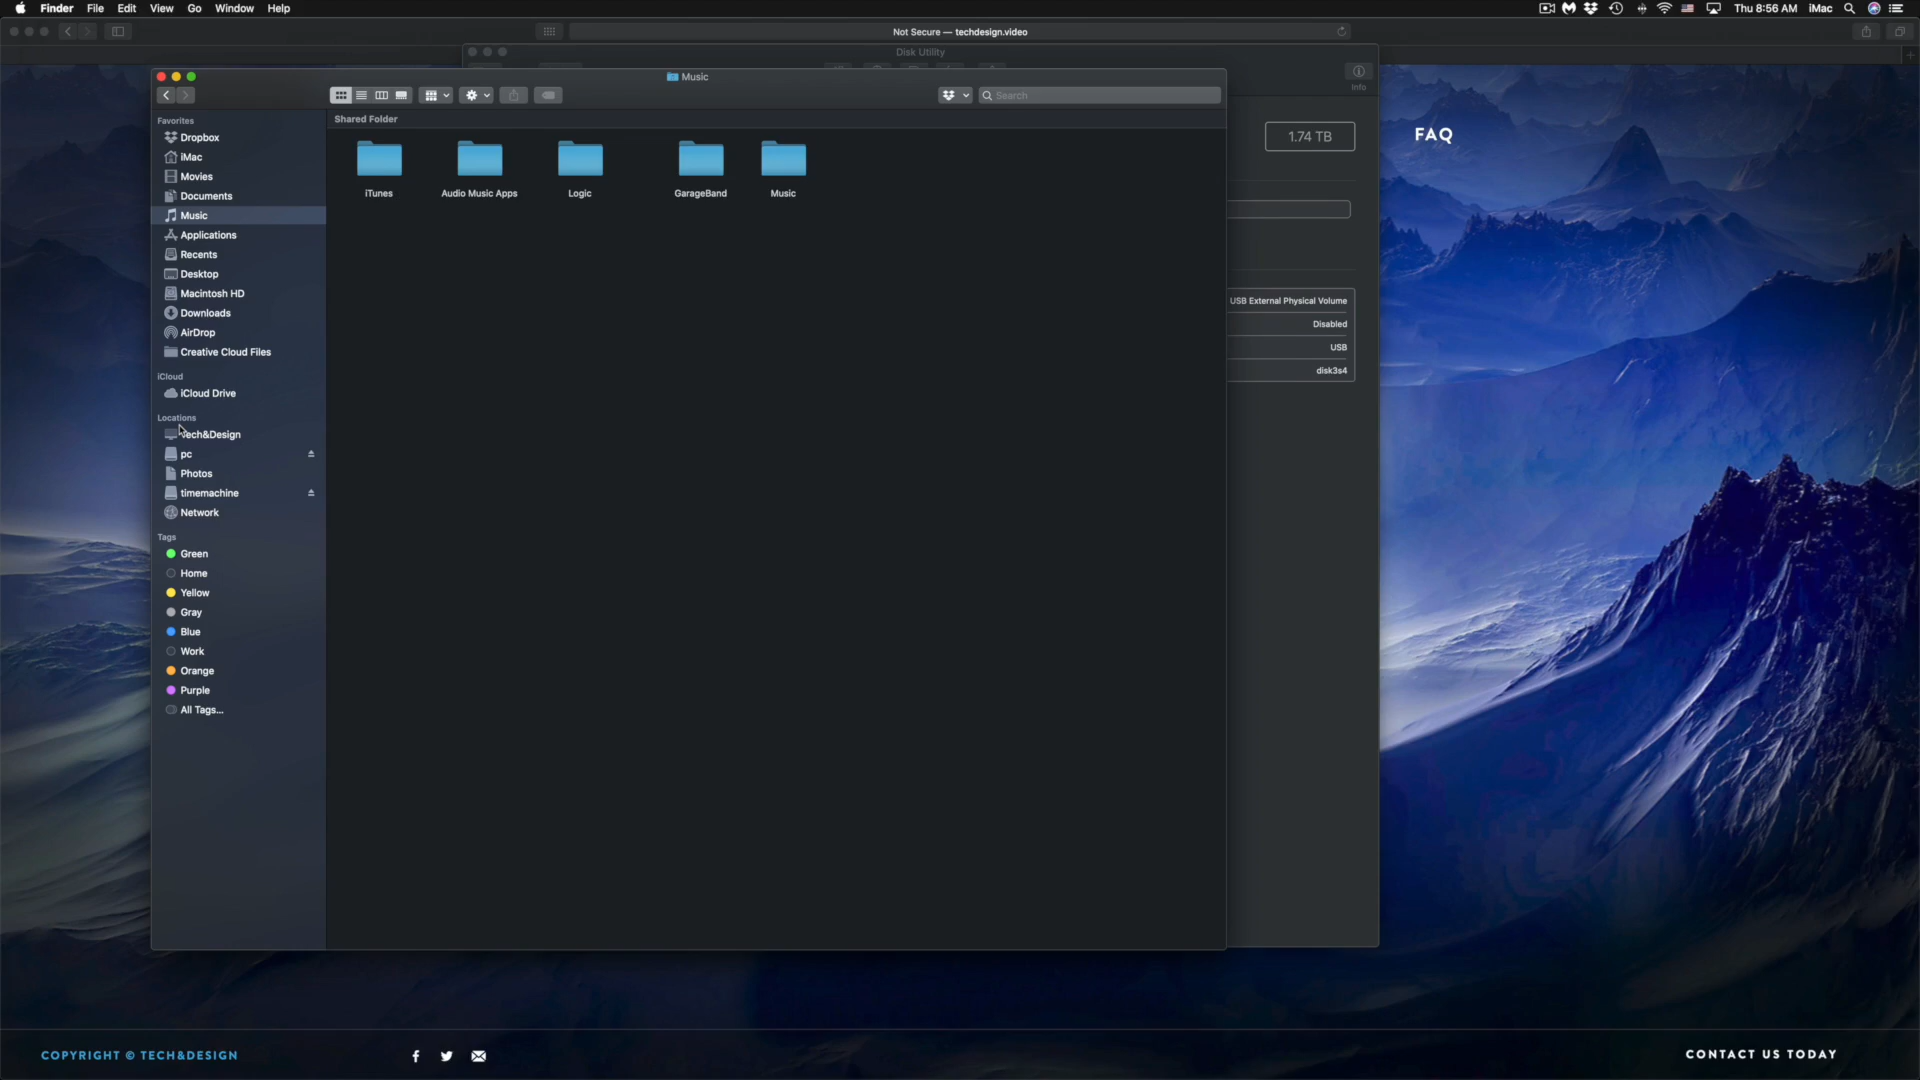 Finder File Edit View Go Window Help
Thu 8:56 AM iMac
Not Secure — techdesign.video
Disk Utility
Music
Search
Info
Favorites
Dropbox
iMac
Movies
Documents
Music
Applications
Recents
Desktop
Macintosh HD
Downloads
AirDrop
Creative Cloud Files
iCloud
iCloud Drive
Locations
Tech&Design
pc
Photos
timemachine
Network
Tags
Green
Home
Yellow
Gray
Blue
Work
Orange
Purple
All Tags...
Shared Folder
iTunes
Audio Music Apps
Logic
GarageBand
Music
1.74 TB
USB External Physical Volume
Disabled
USB
disk3s4
FAQ
COPYRIGHT © TECH&DESIGN
CONTACT US TODAY